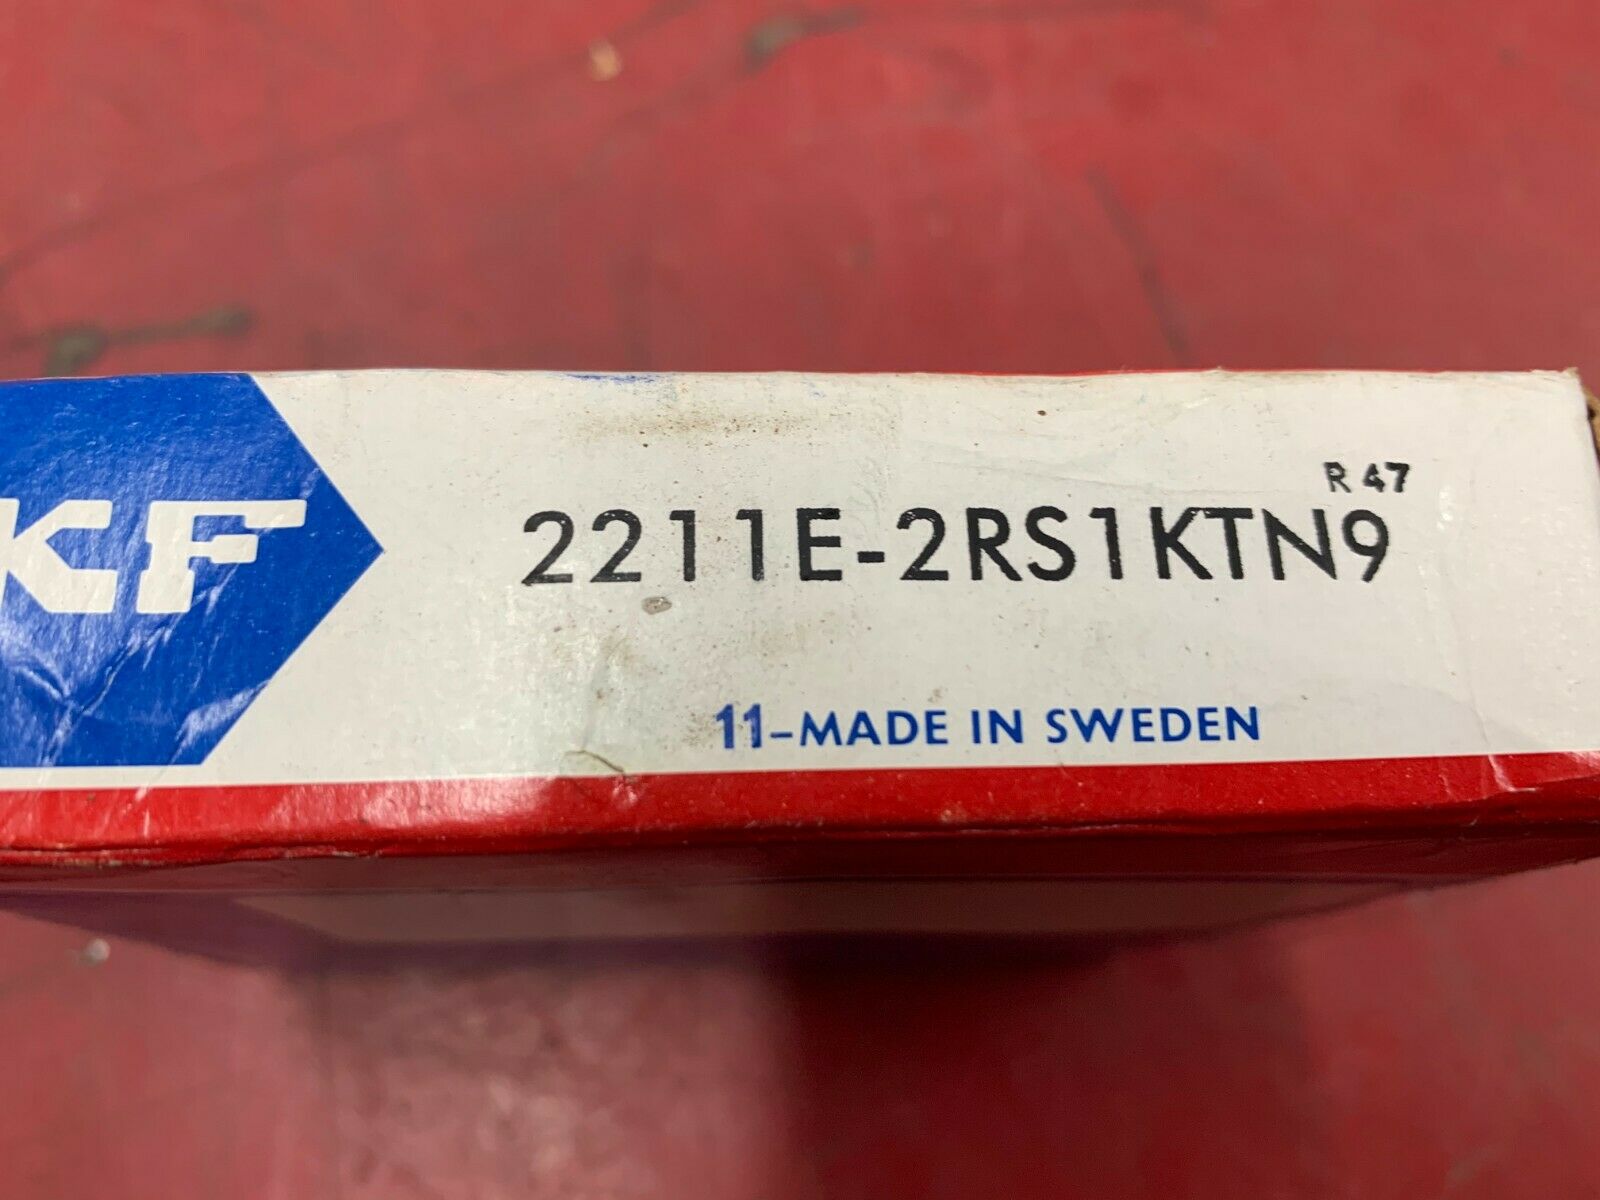 KF
R 47
2211E-2RS1KTN9
11-MADE IN SWEDEN